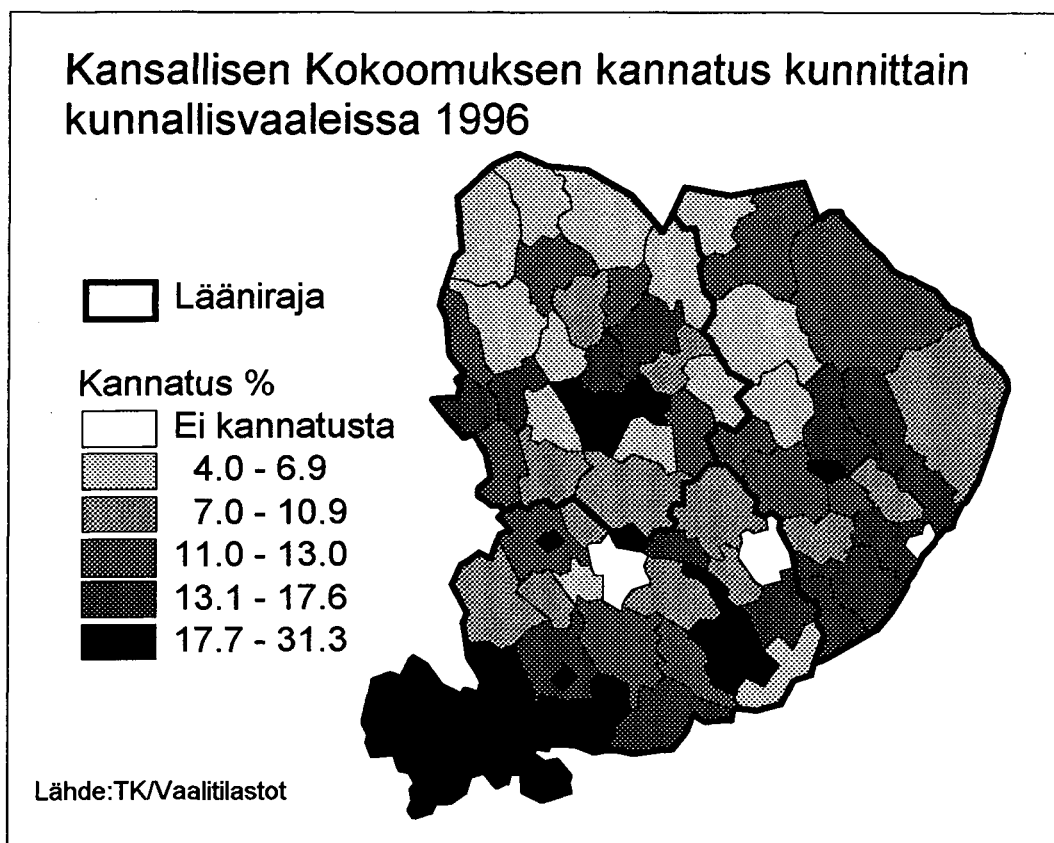 Kansallisen Kokoomuksen kannatus kunnittain
kunnallisvaaleissa 1996
Lääniraja
Kannatus %
Ei kannatusta
4.0 - 6.9
7.0 - 10.9
11.0 - 13.0
13.1 - 17.6
17.7 - 31.3
Lähde:TK/Vaalitilastot